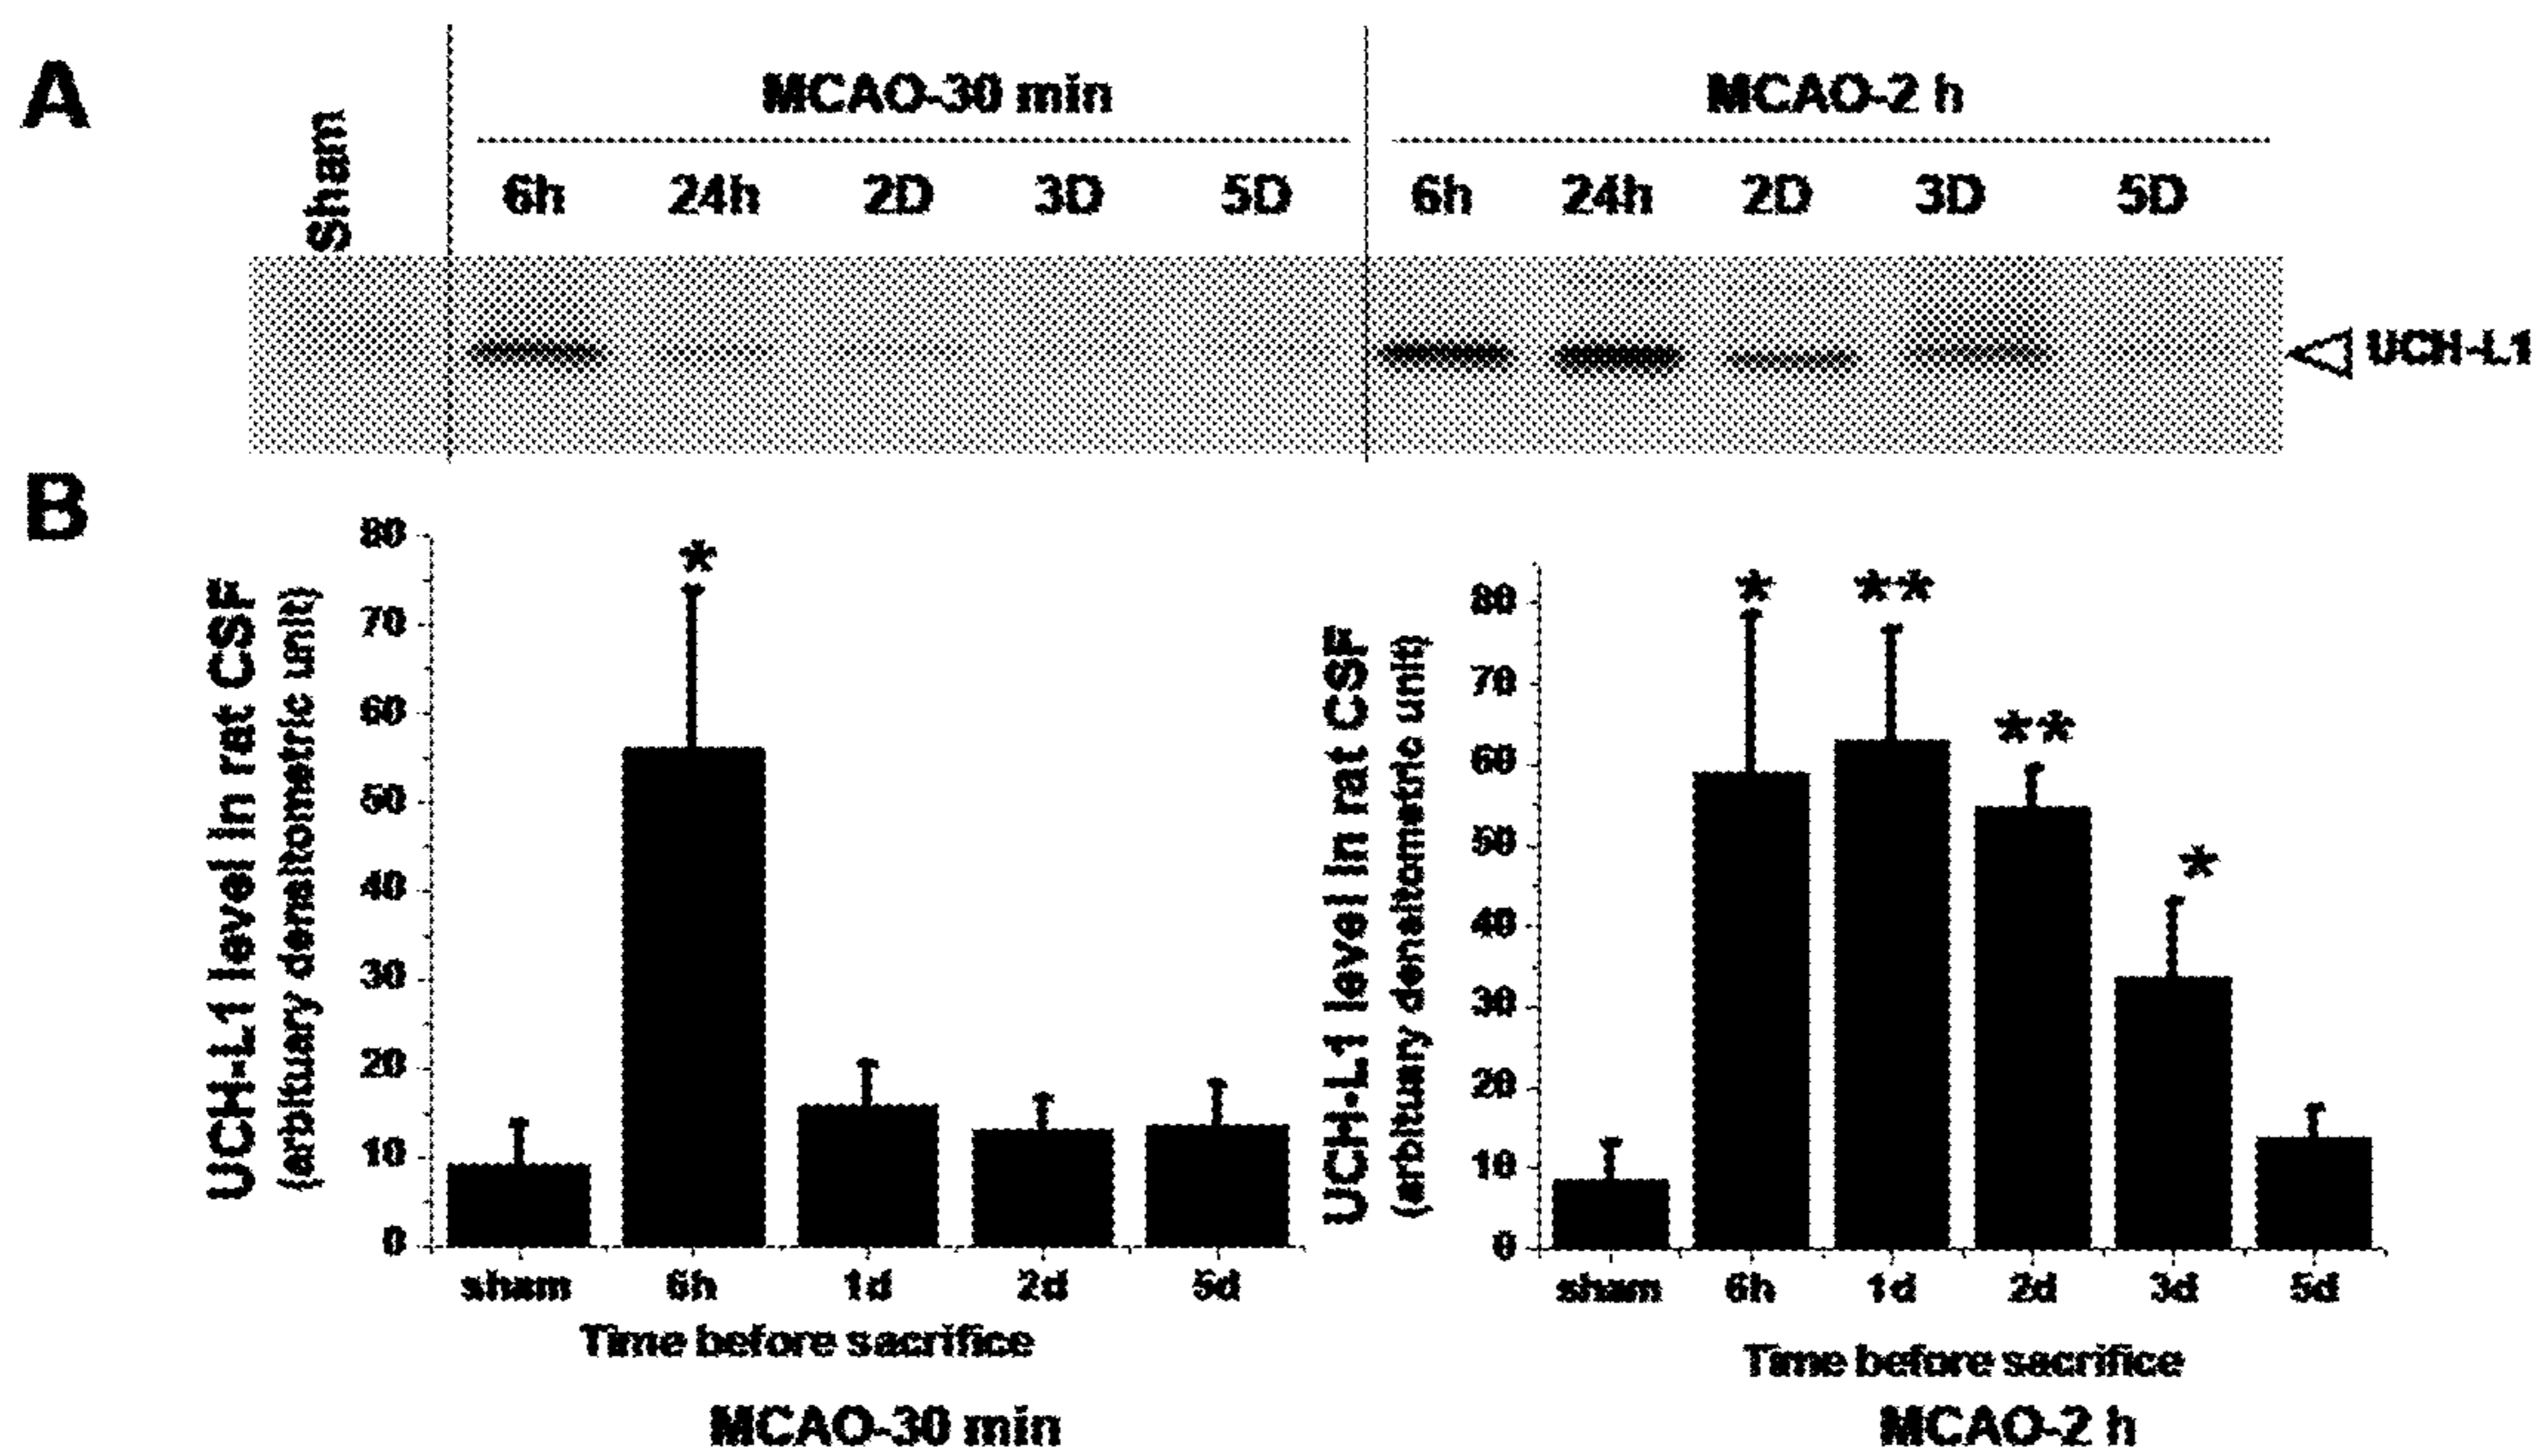 A
Sham
MCAO-30 min
MCAO-2 h
6h 24h 2D 3D 5D
6h 24h 2D 3D 5D
UCH-L1
B
UCH-L1 level in rat CSF
(arbituary densitometric unit)
80
70
60
50
40
30
20
10
0
*
sham 6h 1d 2d 5d
Time before sacrifice
MCAO-30 min
UCH-L1 level in rat CSF
(arbituary densitometric unit)
80
70
60
50
40
30
20
10
0
* ** ** *
sham 6h 1d 2d 3d 5d
Time before sacrifice
MCAO-2 h